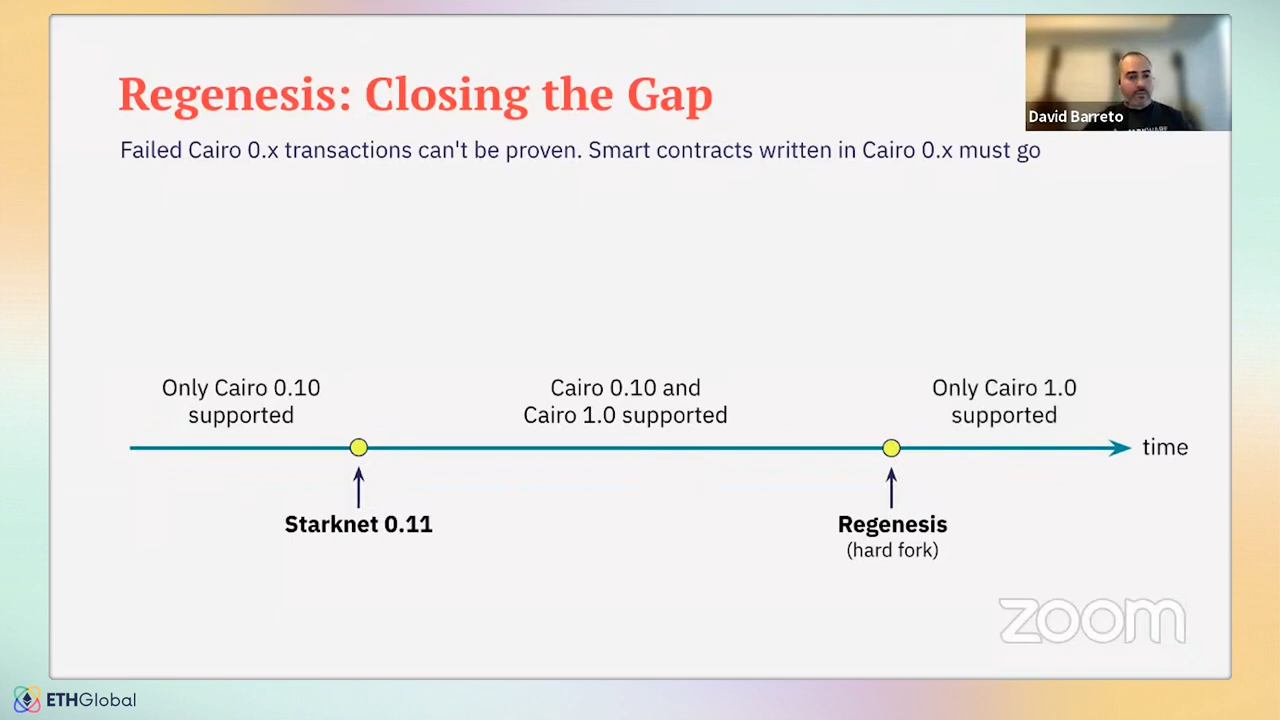 Regenesis: Closing the Gap
David Barreto
Failed Cairo 0.x transactions can't be proven. Smart contracts written in Cairo 0.x must go
Only Cairo 0.10
supported
Cairo 0.10 and
Cairo 1.0 supported
Only Cairo 1.0
supported
time
Starknet 0.11
Regenesis
(hard fork)
zoom
ETHGlobal